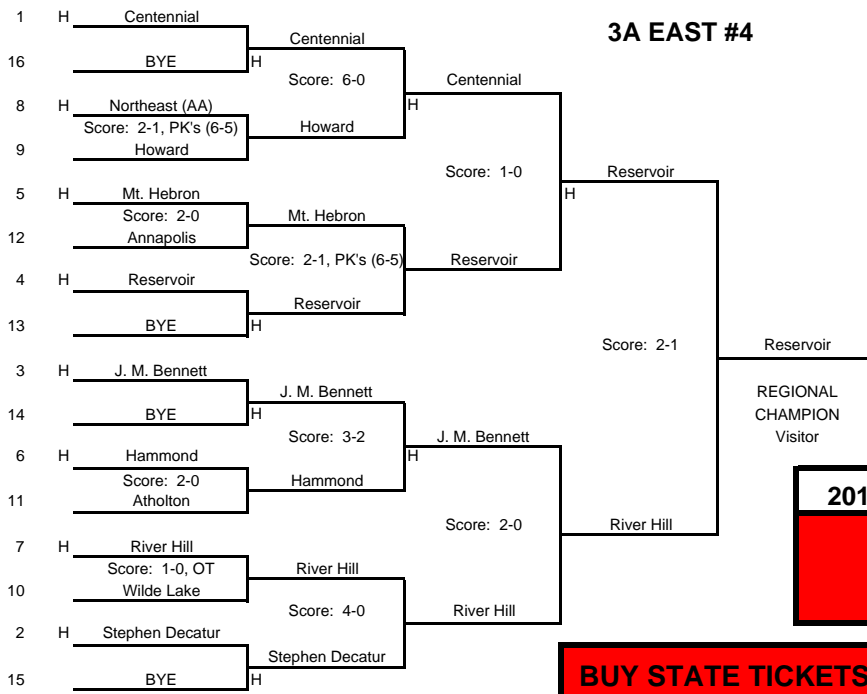 3A EAST #4
1 H Centennial
Centennial
16 BYE H
Score: 6-0
Centennial
8 H Northeast (AA) H
Score: 2-1, PK's (6-5) Howard
9 Howard
Score: 1-0 Reservoir
5 H Mt. Hebron H
Score: 2-0 Mt. Hebron
12 Annapolis
Score: 2-1, PK's (6-5) Reservoir
4 H Reservoir
Reservoir
13 BYE H
Score: 2-1 Reservoir
3 H J. M. Bennett
J. M. Bennett REGIONAL
14 BYE H CHAMPION
Score: 3-2 J. M. Bennett Visitor
6 H Hammond H
Score: 2-0 Hammond
11 Atholton
201
Score: 2-0 River Hill
7 H River Hill
Score: 1-0, OT River Hill
10 Wilde Lake
Score: 4-0 River Hill
2 H Stephen Decatur
Stephen Decatur
15 BYE H
BUY STATE TICKETS